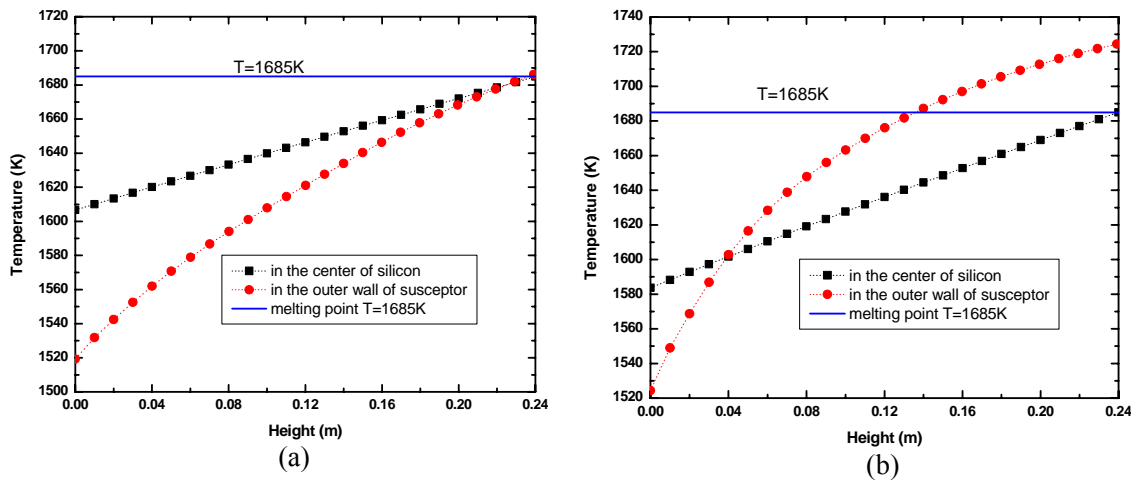 1700
1680
1660
1640
1620
1600
1580
1560
1540
1520
1500
Temperature (K)
T=1685K
in the center of silicon
in the outer wall of susceptor
melting point T=1685K
0.00 0.04 0.08 0.12 0.16 0.20 0.24
Height (m)
(a)
1740
1720
1700
1680
1660
1640
1620
1600
1580
1560
1540
1520
Temperature (K)
T=1685K
in the center of silicon
in the outer wall of susceptor
melting point T=1685K
0.00 0.04 0.08 0.12 0.16 0.20 0.24
Height (m)
(b)